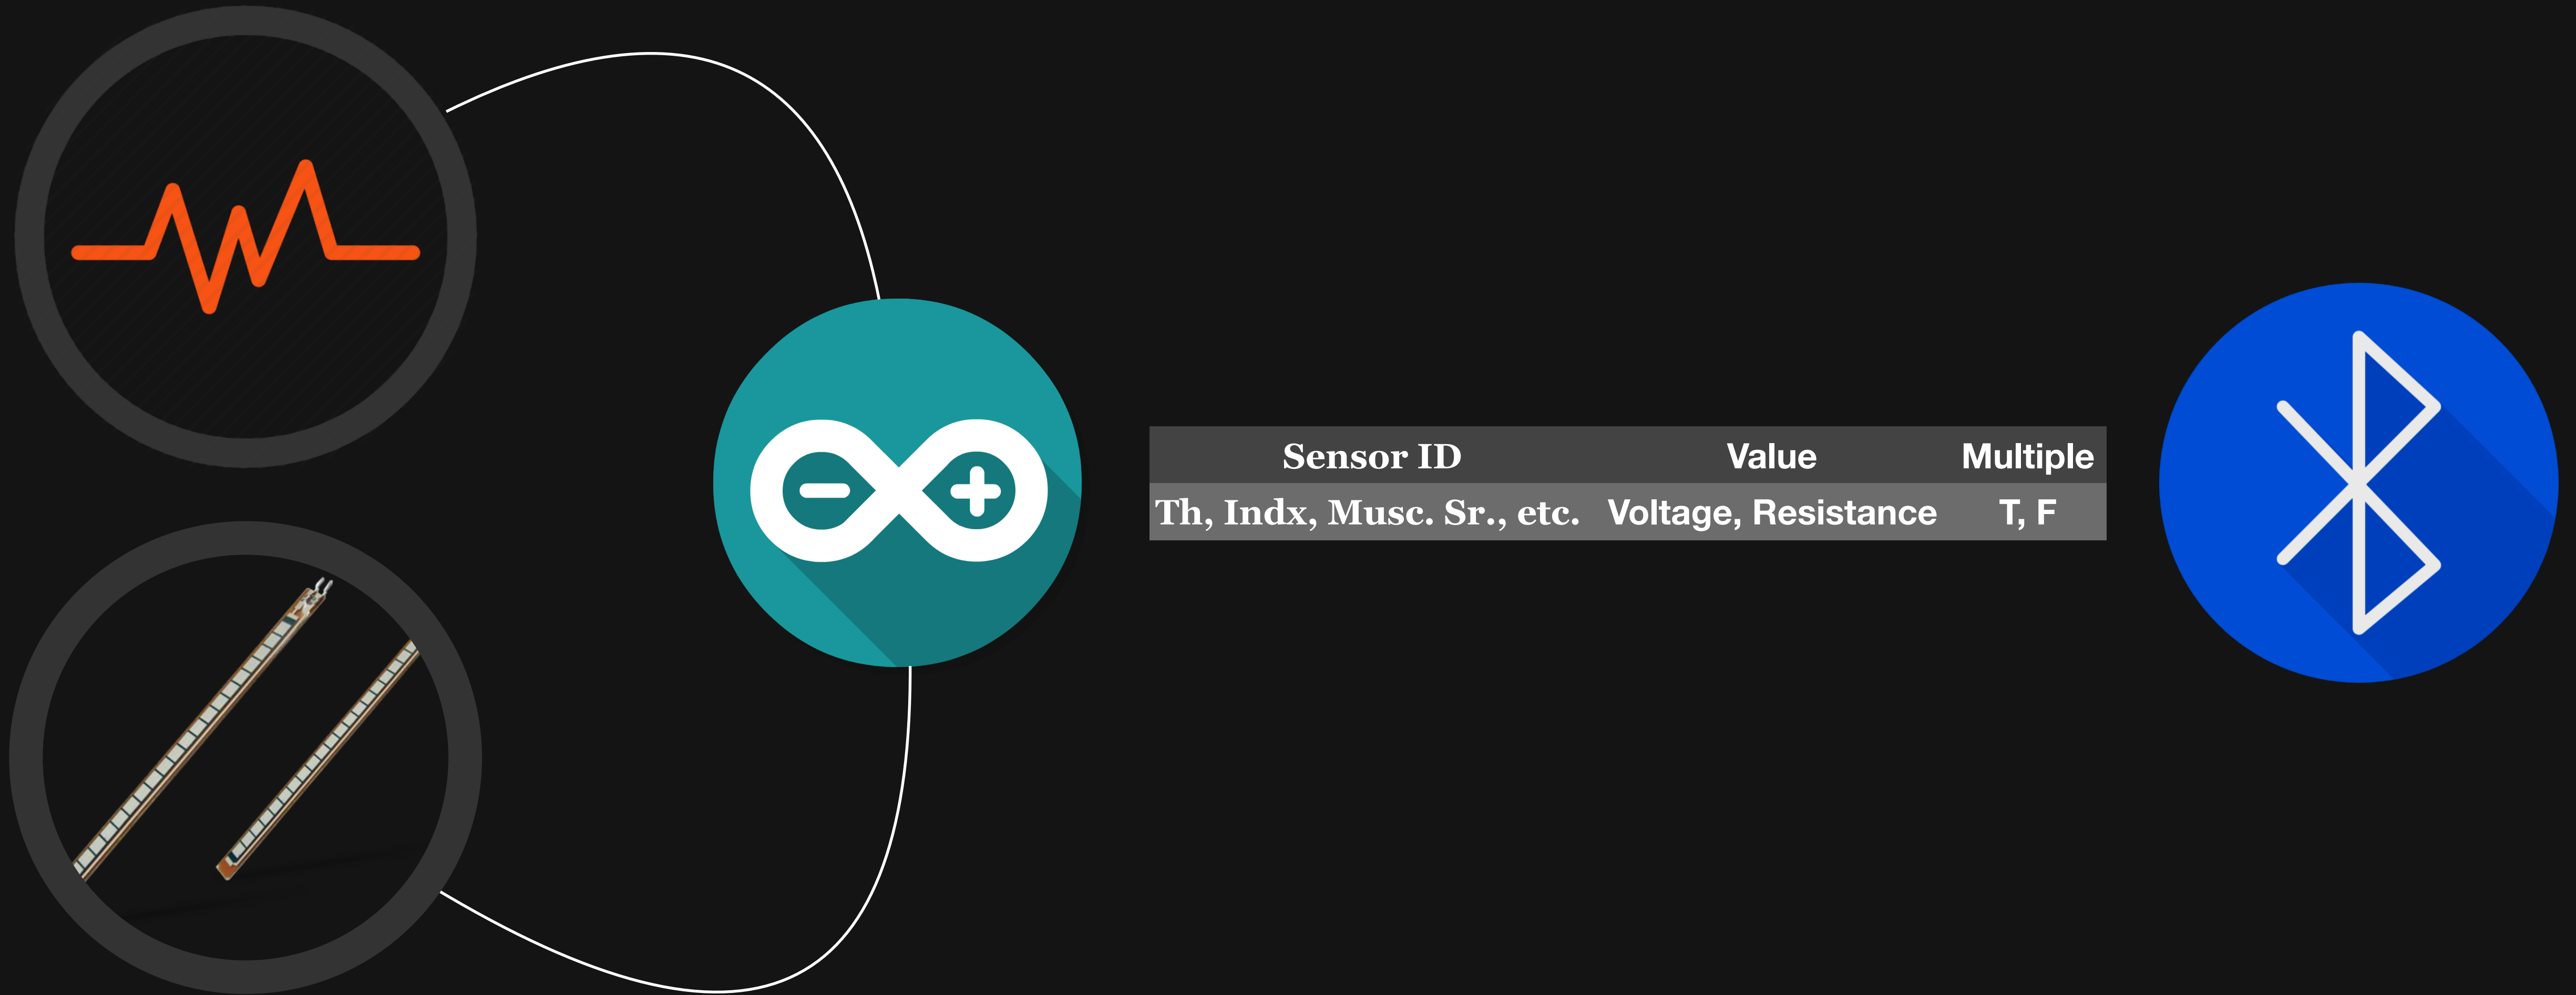 Sensor ID Value Multiple
Th, Indx, Musc. Sr., etc. Voltage, Resistance T, F